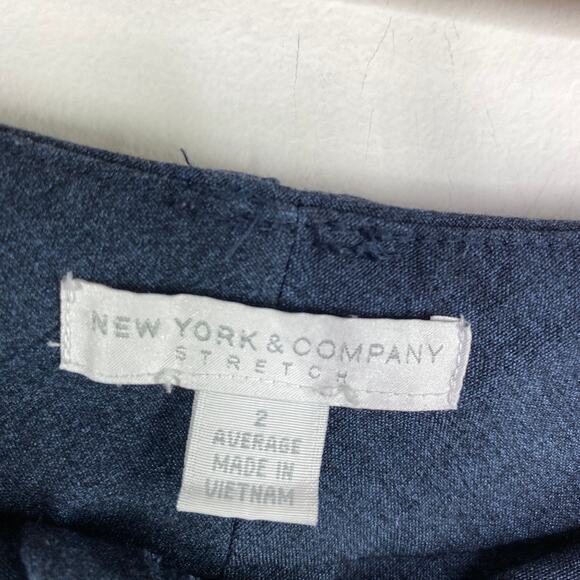 NEW YORK & COMPANY
STRETCH
2
AVERAGE
MADE IN
VIETNAM